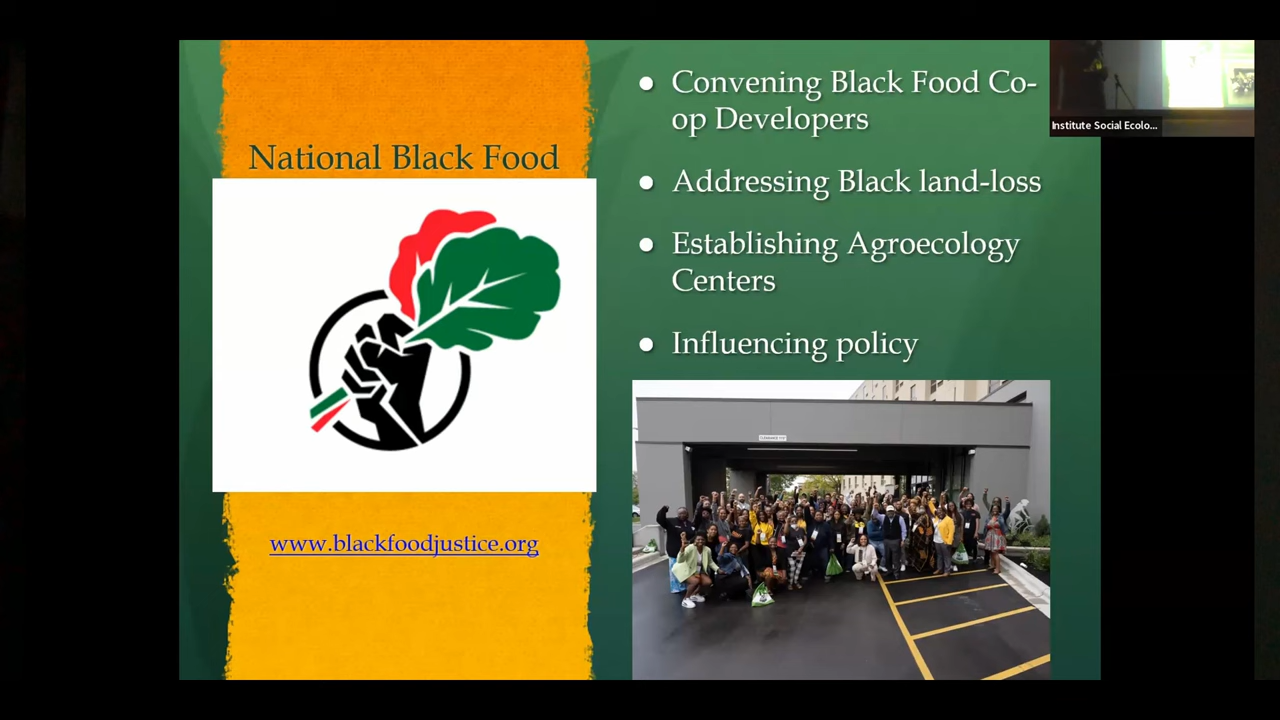 National Black Food
www.blackfoodjustice.org
● Convening Black Food Co-
op Developers
● Addressing Black land-loss
● Establishing Agroecology
Centers
● Influencing policy
Institute Social Ecolo...